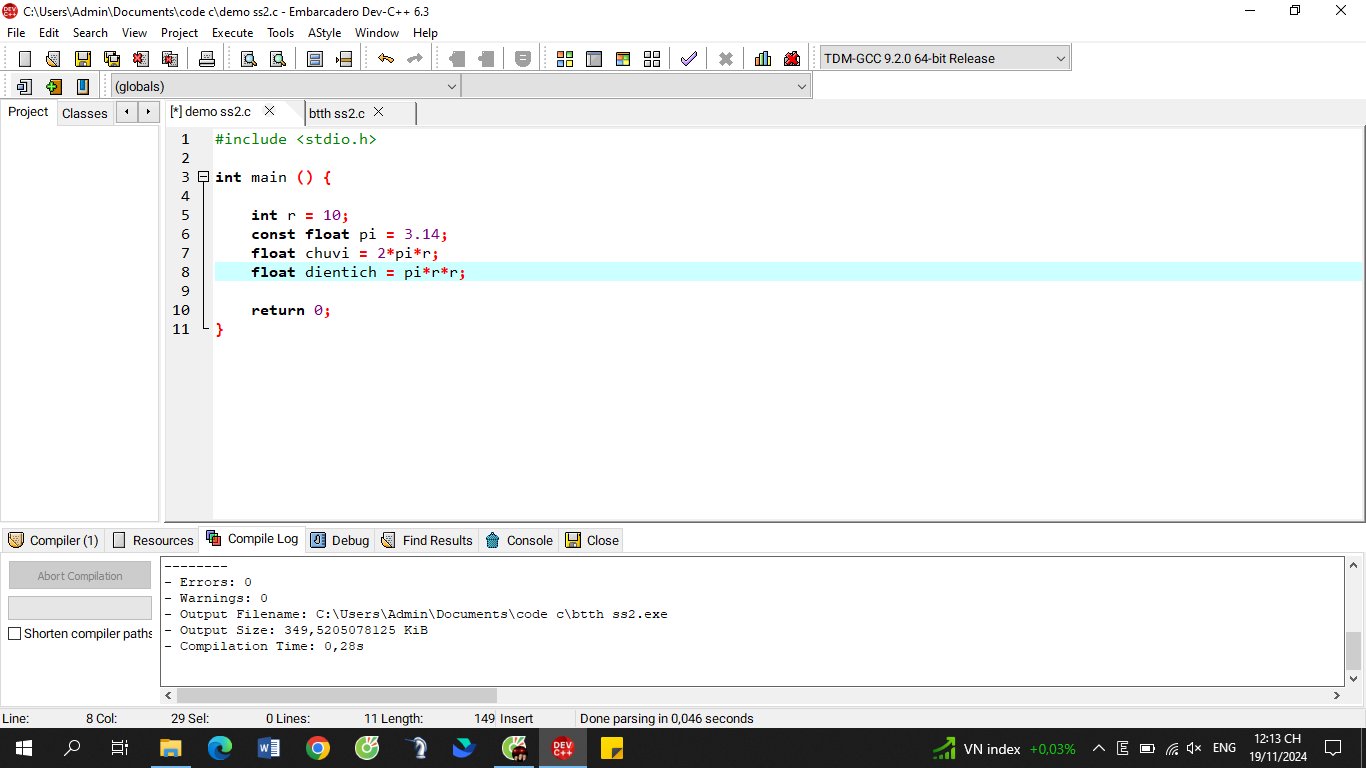 C:\Users\Admin\Documents\code c\demo ss2.c - Embarcadero Dev-C++ 6.3
File Edit Search View Project Execute Tools AStyle Window Help
TDM-GCC 9.2.0 64-bit Release
(globals)
Project Classes [*] demo ss2.c btth ss2.c
1 #include <stdio.h>
2
3 int main () {
4
5 int r = 10;
6 const float pi = 3.14;
7 float chuvi = 2*pi*r;
8 float dientich = pi*r*r;
9
10 return 0;
11 }
Compiler (1) Resources Compile Log Debug Find Results Console Close
Abort Compilation
Shorten compiler paths
--------
- Errors: 0
- Warnings: 0
- Output Filename: C:\Users\Admin\Documents\code c\btth ss2.exe
- Output Size: 349,5205078125 KiB
- Compilation Time: 0,28s
Line: 8 Col: 29 Sel: 0 Lines: 11 Length: 149 Insert Done parsing in 0,046 seconds
DEV C++
VN index +0,03% ENG 12:13 CH
19/11/2024